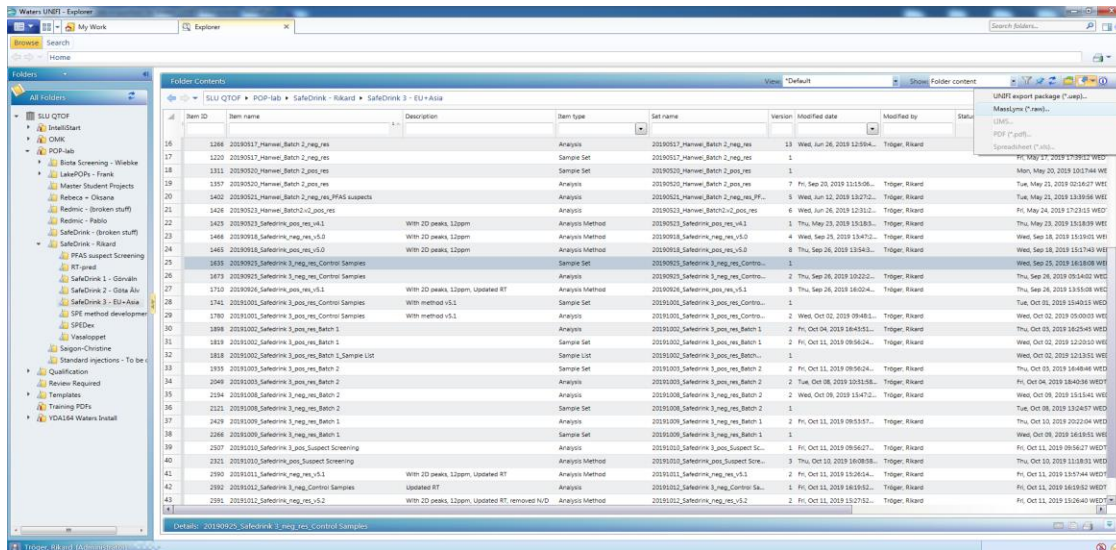 Waters UNIFI - Explorer
My Work
Explorer
Search folders...
Browse Search
Home
Folders
All Folders
SLU QTOF
IntelliStart
OMK
POP-lab
Biota Screening - Wiebke
LakePOPs - Frank
Master Student Projects
Rebeca + Oksana
Redmic - (broken stuff)
Redmic - Pablo
SafeDrink - (broken stuff)
SafeDrink - Rikard
PFAS suspect Screening
RT-pred
SafeDrink 1 - Görväln
SafeDrink 2 - Göta Älv
SafeDrink 3 - EU+Asia
SPE method developmer
SPEDex
Vasaloppet
Saigon-Christine
Standard injections - To be
Qualification
Review Required
Templates
Training PDFs
YDA164 Waters Install
Folder Contents
View: *Default
Show: Folder content
SLU QTOF POP-lab SafeDrink - Rikard SafeDrink 3 - EU+Asia
UNIFI export package (*.uep)...
MassLynx (*.raw)...
UMS...
PDF (*.pdf)...
Spreadsheet (*.xls)...
Item ID Item name Description Item type Set name Version Modified date Modified by Status
16 1266 20190517_Hanwei_Batch 2_neg_res Analysis 20190517_Hanwei_Batch 2_neg_res 13 Wed, Jun 26, 2019 12:59:4... Tröger, Rikard
17 1220 20190517_Hanwei_Batch 2_neg_res Sample Set 20190517_Hanwei_Batch 2_neg_res 1 Fri, May 17, 2019 17:39:12 WED
18 1311 20190520_Hanwei_Batch 2_pos_res Sample Set 20190520_Hanwei_Batch 2_pos_res 1 Mon, May 20, 2019 10:17:44 WE
19 1357 20190520_Hanwei_Batch 2_pos_res Analysis 20190520_Hanwei_Batch 2_pos_res 7 Fri, Sep 20, 2019 11:15:06... Tröger, Rikard Tue, May 21, 2019 02:16:27 WE
20 1402 20190521_Hanwei_Batch 2_neg_res_PFAS suspects Analysis 20190521_Hanwei_Batch 2_neg_res_PF... 5 Wed, Jun 12, 2019 13:27:2... Tröger, Rikard Tue, May 21, 2019 13:39:56 WE
21 1426 20190523_Hanwei_Batch2.v2_pos_res Analysis 20190523_Hanwei_Batch2.v2_pos_res 6 Wed, Jun 26, 2019 12:31:2... Tröger, Rikard Fri, May 24, 2019 17:23:15 WED
22 1425 20190523_Safedrink_pos_res_v4.1 With 2D peaks, 12ppm Analysis Method 20190523_Safedrink_pos_res_v4.1 1 Thu, May 23, 2019 15:18:3... Tröger, Rikard Thu, May 23, 2019 15:18:39 WE
23 1466 20190918_Safedrink_neg_res_v5.0 With 2D peaks, 12ppm Analysis Method 20190918_Safedrink_neg_res_v5.0 4 Wed, Sep 25, 2019 13:47:2... Tröger, Rikard Wed, Sep 18, 2019 15:19:01 WE
24 1465 20190918_Safedrink_pos_res_v5.0 With 2D peaks, 12ppm Analysis Method 20190918_Safedrink_pos_res_v5.0 8 Thu, Sep 26, 2019 13:54:3... Tröger, Rikard Wed, Sep 18, 2019 15:17:43 WE
25 1635 20190925_Safedrink 3_neg_res_Control Samples Sample Set 20190925_Safedrink 3_neg_res_Contro... 1 Wed, Sep 25, 2019 16:18:08 WE
26 1673 20190925_Safedrink 3_neg_res_Control Samples Analysis 20190925_Safedrink 3_neg_res_Contro... 2 Thu, Sep 26, 2019 10:22:2... Tröger, Rikard Thu, Sep 26, 2019 05:14:02 WE
27 1710 20190926_Safedrink_pos_res_v5.1 With 2D peaks, 12ppm, Updated RT Analysis Method 20190926_Safedrink_pos_res_v5.1 3 Thu, Sep 26, 2019 16:02:4... Tröger, Rikard Thu, Sep 26, 2019 13:55:08 WE
28 1741 20191001_Safedrink 3_pos_res_Control Samples With method v5.1 Sample Set 20191001_Safedrink 3_pos_res_Contro... 1 Tue, Oct 01, 2019 15:40:15 WED
29 1780 20191001_Safedrink 3_pos_res_Control Samples With method v5.1 Analysis 20191001_Safedrink 3_pos_res_Contro... 2 Wed, Oct 02, 2019 09:48:1... Tröger, Rikard Wed, Oct 02, 2019 05:00:03 WE
30 1898 20191002_Safedrink 3_pos_res_Batch 1 Analysis 20191002_Safedrink 3_pos_res_Batch 1 2 Fri, Oct 04, 2019 16:43:51... Tröger, Rikard Thu, Oct 03, 2019 16:25:45 WED
31 1819 20191002_Safedrink 3_pos_res_Batch 1 Sample Set 20191002_Safedrink 3_pos_res_Batch 1 2 Fri, Oct 11, 2019 09:56:24... Tröger, Rikard Wed, Oct 02, 2019 12:20:10 WE
32 1818 20191002_Safedrink 3_pos_res_Batch 1_Sample List Sample List 20191002_Safedrink 3_pos_res_Batch... 1 Wed, Oct 02, 2019 12:13:51 WE
33 1935 20191003_Safedrink 3_pos_res_Batch 2 Sample Set 20191003_Safedrink 3_pos_res_Batch 2 2 Fri, Oct 11, 2019 09:56:24... Tröger, Rikard Thu, Oct 03, 2019 16:48:46 WED
34 2049 20191003_Safedrink 3_pos_res_Batch 2 Analysis 20191003_Safedrink 3_pos_res_Batch 2 2 Tue, Oct 08, 2019 10:31:58... Tröger, Rikard Fri, Oct 04, 2019 18:40:36 WEDT
35 2194 20191008_Safedrink 3_neg_res_Batch 2 Analysis 20191008_Safedrink 3_neg_res_Batch 2 2 Wed, Oct 09, 2019 15:47:2... Tröger, Rikard Wed, Oct 09, 2019 15:15:41 WE
36 2121 20191008_Safedrink 3_neg_res_Batch 2 Sample Set 20191008_Safedrink 3_neg_res_Batch 2 1 Tue, Oct 08, 2019 13:24:57 WED
37 2429 20191009_Safedrink 3_neg_res_Batch 1 Analysis 20191009_Safedrink 3_neg_res_Batch 1 2 Fri, Oct 11, 2019 09:53:57... Tröger, Rikard Thu, Oct 10, 2019 20:22:04 WED
38 2266 20191009_Safedrink 3_neg_res_Batch 1 Sample Set 20191009_Safedrink 3_neg_res_Batch 1 1 Wed, Oct 09, 2019 16:19:51 WE
39 2507 20191010_Safedrink 3_pos_Suspect Screening Analysis 20191010_Safedrink 3_pos_Suspect Scr... 1 Fri, Oct 11, 2019 09:56:27... Tröger, Rikard Fri, Oct 11, 2019 09:56:27 WEDT
40 2321 20191010_Safedrink_pos_Suspect Screening Analysis Method 20191010_Safedrink_pos_Suspect Scre... 3 Thu, Oct 10, 2019 16:08:58... Tröger, Rikard Thu, Oct 10, 2019 11:18:31 WED
41 2590 20191011_Safedrink_neg_res_v5.1 With 2D peaks, 12ppm, Updated RT Analysis Method 20191011_Safedrink_neg_res_v5.1 2 Fri, Oct 11, 2019 15:26:14... Tröger, Rikard Fri, Oct 11, 2019 13:57:44 WEDT
42 2592 20191012_Safedrink 3_neg_Control Samples Updated RT Analysis 20191012_Safedrink 3_neg_Control Sa... 1 Fri, Oct 11, 2019 16:19:52... Tröger, Rikard Fri, Oct 11, 2019 16:19:52 WEDT
43 2591 20191012_Safedrink_neg_res_v5.2 With 2D peaks, 12ppm, Updated RT, removed N/D Analysis Method 20191012_Safedrink_neg_res_v5.2 2 Fri, Oct 11, 2019 15:27:52... Tröger, Rikard Fri, Oct 11, 2019 15:26:40 WEDT
Details: 20190925_Safedrink 3_neg_res_Control Samples
Tröger, Rikard